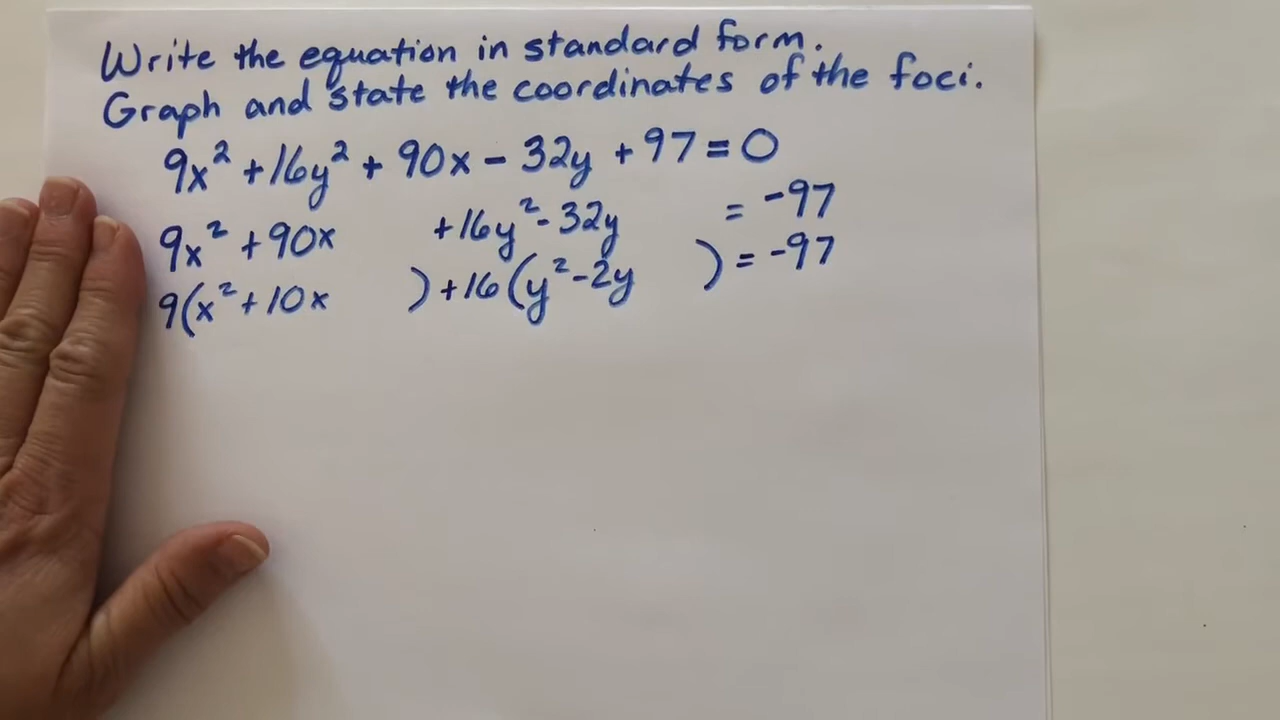 Write the equation in standard form.
Graph and state the coordinates of the foci.
9x² + 16y² + 90x - 32y + 97 = 0
9x² + 90x + 16y² - 32y = -97
9(x² + 10x ) + 16(y² - 2y ) = -97